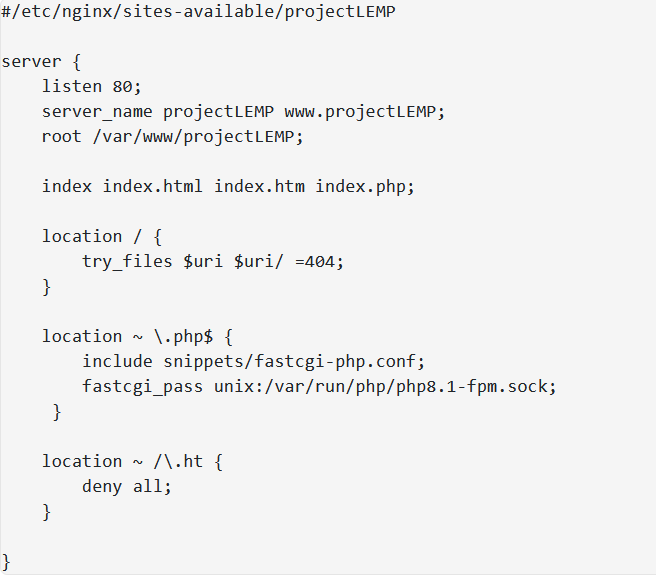 #/etc/nginx/sites-available/projectLEMP

server {
    listen 80;
    server_name projectLEMP www.projectLEMP;
    root /var/www/projectLEMP;

    index index.html index.htm index.php;

    location / {
        try_files $uri $uri/ =404;
    }

    location ~ \.php$ {
        include snippets/fastcgi-php.conf;
        fastcgi_pass unix:/var/run/php/php8.1-fpm.sock;
     }

    location ~ /\.ht {
        deny all;
    }

}